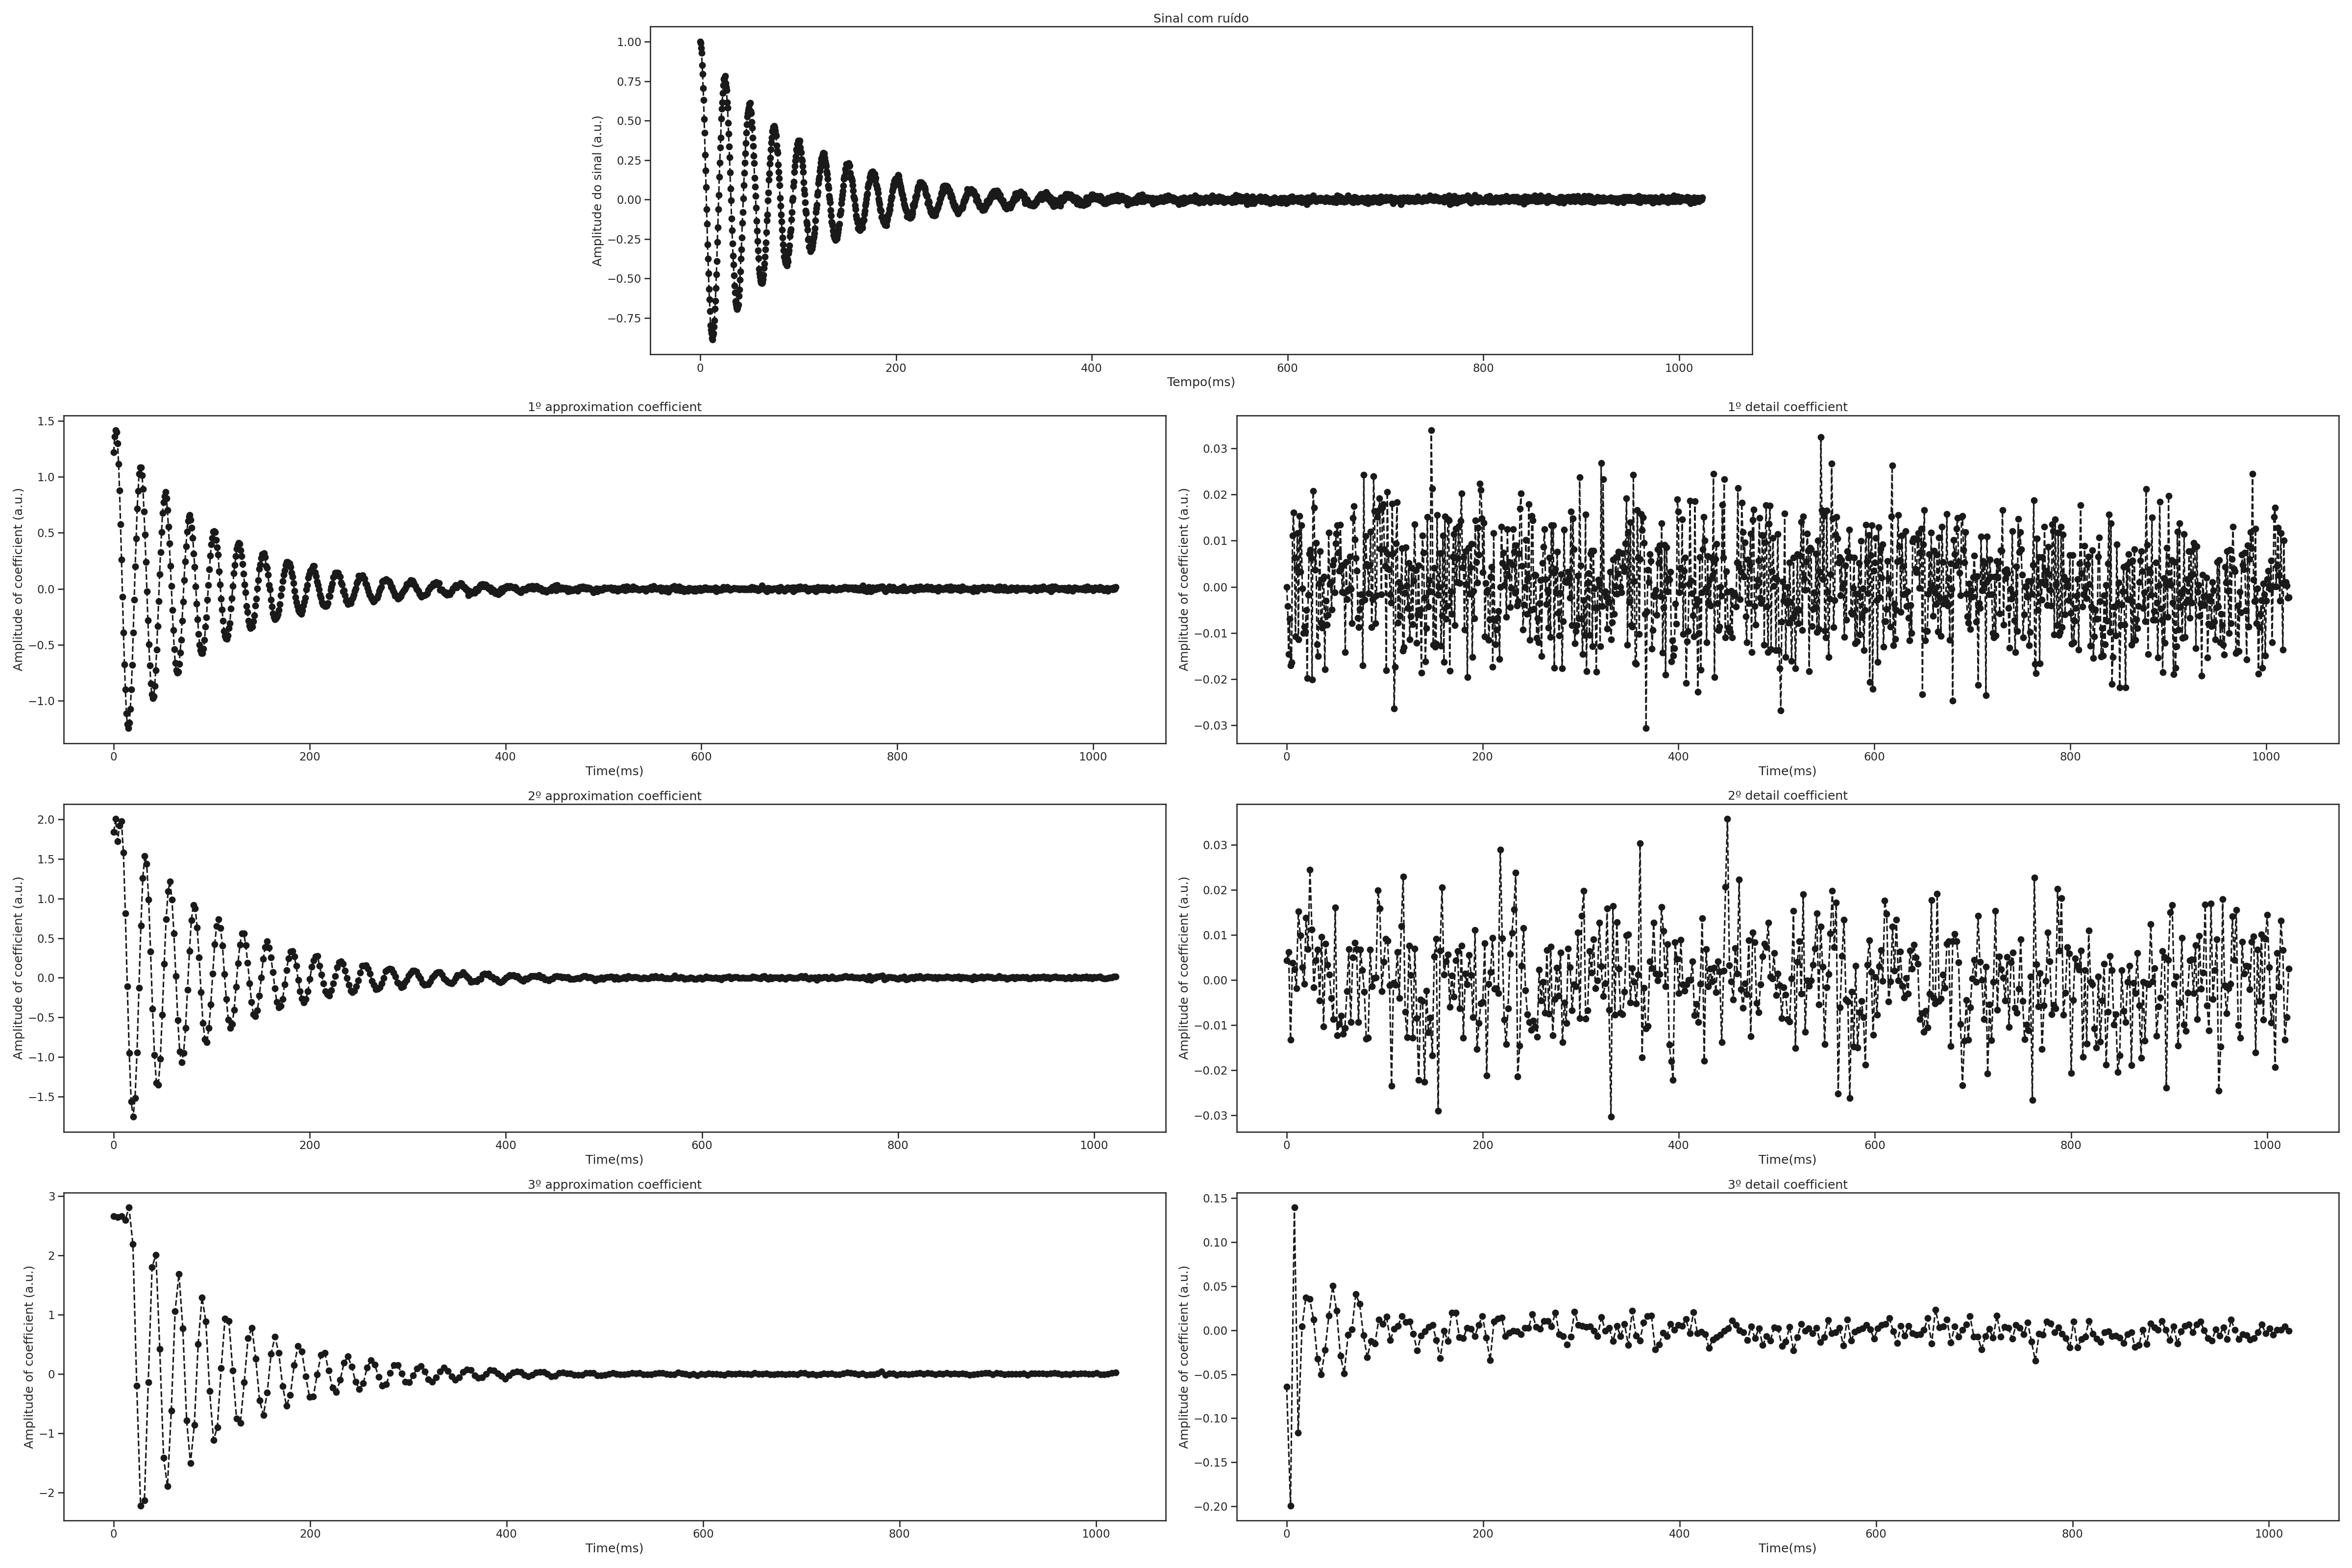 Sinal com ruído
Amplitude do sinal (a.u.)
1.00
0.75
0.50
0.25
0.00
−0.25
−0.50
−0.75
0 200 400 600 800 1000
Tempo(ms)
1º approximation coefficient
Amplitude of coefficient (a.u.)
1.5
1.0
0.5
0.0
−0.5
−1.0
0 200 400 600 800 1000
Time(ms)
1º detail coefficient
Amplitude of coefficient (a.u.)
0.03
0.02
0.01
0.00
−0.01
−0.02
−0.03
0 200 400 600 800 1000
Time(ms)
2º approximation coefficient
Amplitude of coefficient (a.u.)
2.0
1.5
1.0
0.5
0.0
−0.5
−1.0
−1.5
0 200 400 600 800 1000
Time(ms)
2º detail coefficient
Amplitude of coefficient (a.u.)
0.03
0.02
0.01
0.00
−0.01
−0.02
−0.03
0 200 400 600 800 1000
Time(ms)
3º approximation coefficient
Amplitude of coefficient (a.u.)
3
2
1
0
−1
−2
0 200 400 600 800 1000
Time(ms)
3º detail coefficient
Amplitude of coefficient (a.u.)
0.15
0.10
0.05
0.00
−0.05
−0.10
−0.15
−0.20
0 200 400 600 800 1000
Time(ms)